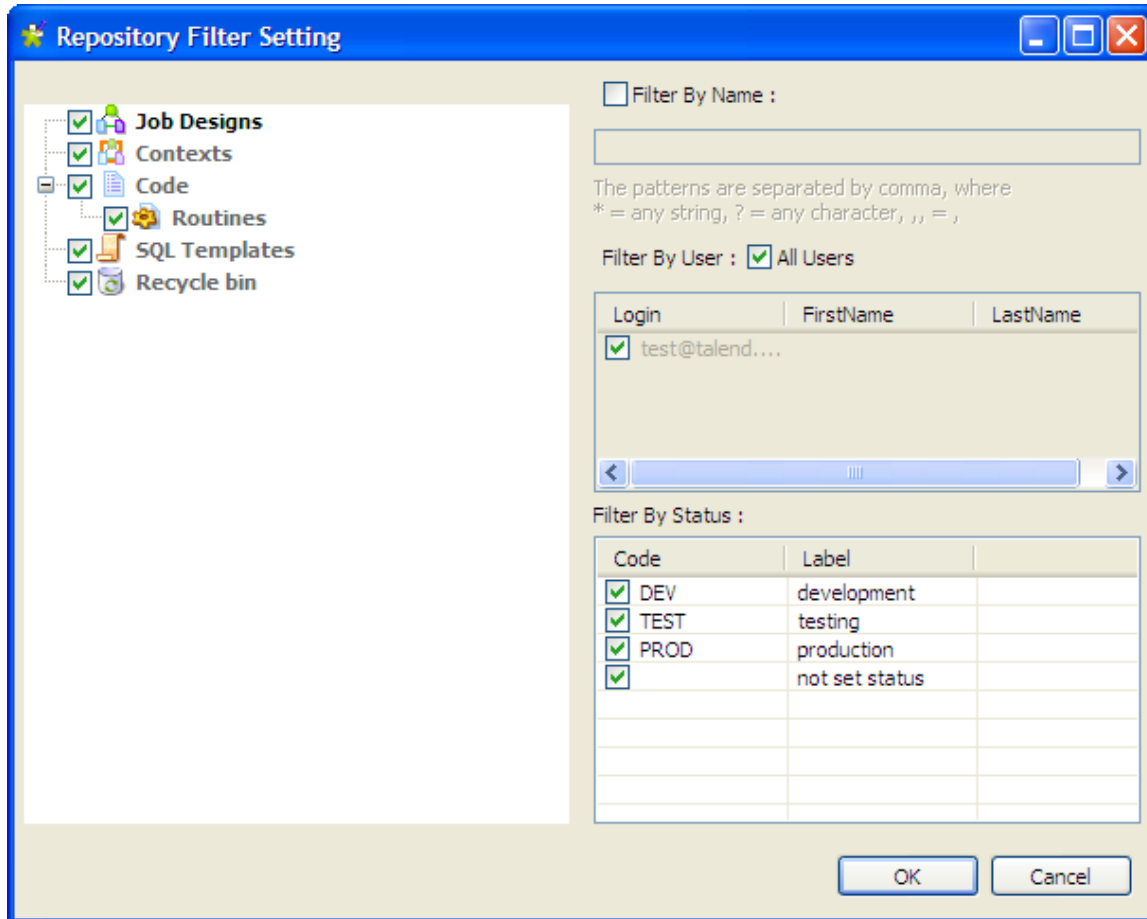 Repository Filter Setting
Job Designs
Contexts
Code
Routines
SQL Templates
Recycle bin
Filter By Name :
The patterns are separated by comma, where
* = any string, ? = any character, ,, = ,
Filter By User : All Users
Login FirstName LastName
test@talend....
Filter By Status :
Code Label
DEV development
TEST testing
PROD production
not set status
OK Cancel